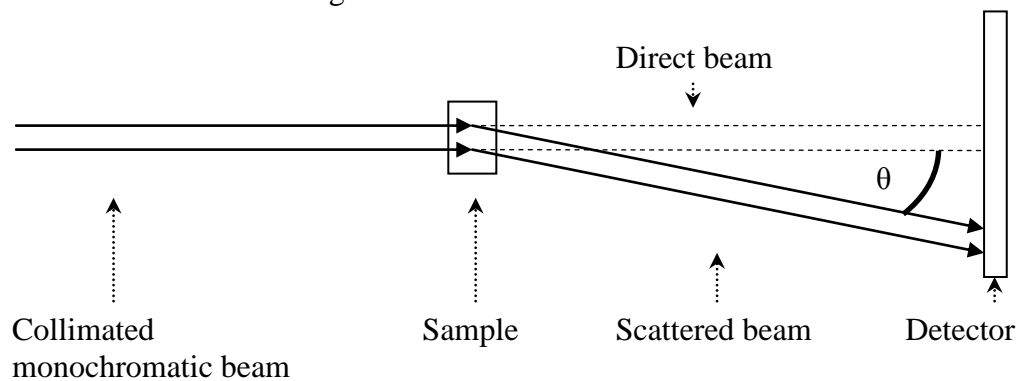 Direct beam
θ
Collimated
monochromatic beam
Sample
Scattered beam
Detector